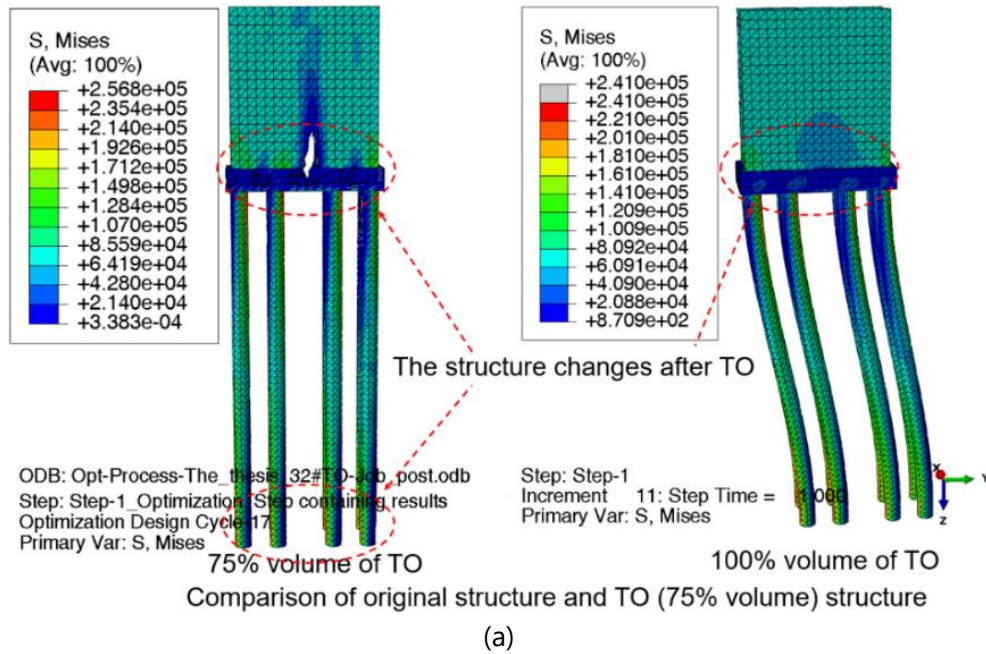 S, Mises
(Avg: 100%)
+2.568e+05
+2.354e+05
+2.140e+05
+1.926e+05
+1.712e+05
+1.498e+05
+1.284e+05
+1.070e+05
+8.559e+04
+6.419e+04
+4.280e+04
+2.140e+04
+3.383e-04
S, Mises
(Avg: 100%)
+2.410e+05
+2.410e+05
+2.210e+05
+2.010e+05
+1.810e+05
+1.610e+05
+1.410e+05
+1.209e+05
+1.009e+05
+8.092e+04
+6.091e+04
+4.090e+04
+2.088e+04
+8.709e+02
The structure changes after TO
ODB: Opt-Process-The_thesis_32#TO-Job_post.odb
Step: Step-1_Optimization: Step containing results
Optimization Design Cycle-17
Primary Var: S, Mises
75% volume of TO
Step: Step-1
Increment 11: Step Time = 1.000
Primary Var: S, Mises
X
Y
Z
100% volume of TO
Comparison of original structure and TO (75% volume) structure
(a)